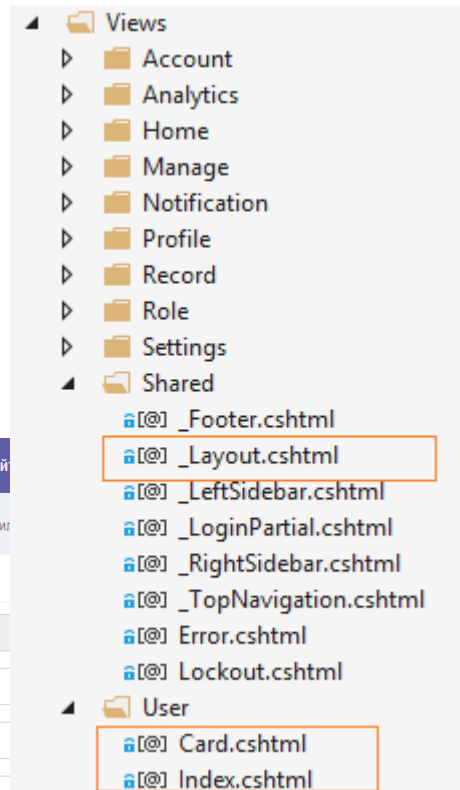 Views
Account
Analytics
Home
Manage
Notification
Profile
Record
Role
Settings
Shared
[@] _Footer.cshtml
[@] _Layout.cshtml
[@] _LeftSidebar.cshtml
[@] _LoginPartial.cshtml
[@] _RightSidebar.cshtml
[@] _TopNavigation.cshtml
[@] Error.cshtml
[@] Lockout.cshtml
User
[@] Card.cshtml
[@] Index.cshtml